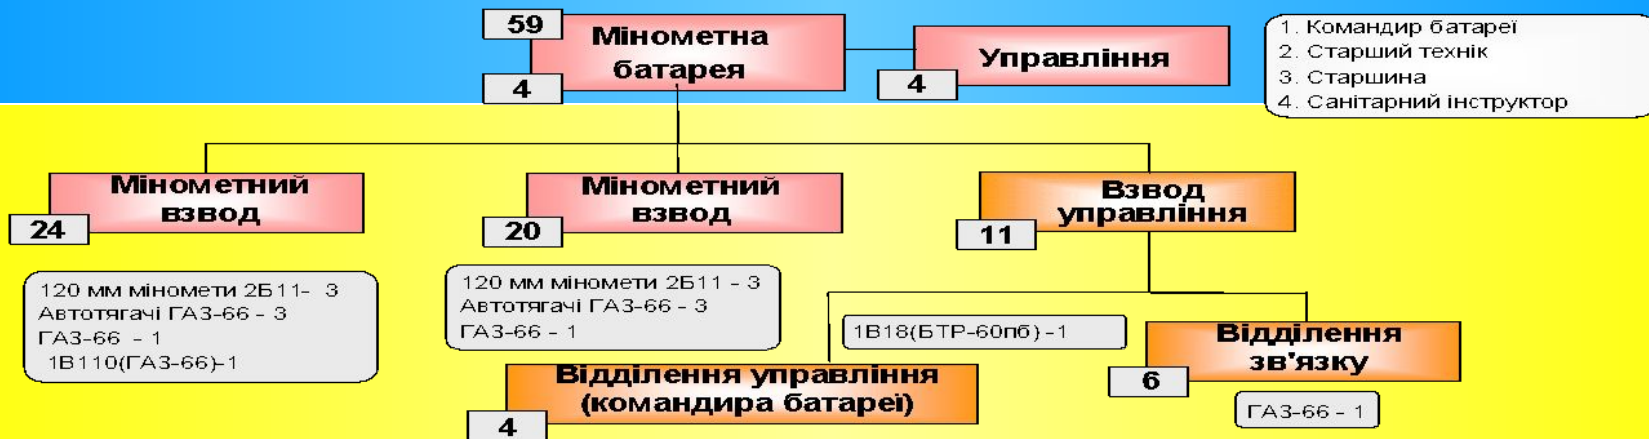 59
Мінометна
батарея
4
Управління
4
1. Командир батареї
2. Старший технік
3. Старшина
4. Санітарний інструктор
Мінометний
взвод
24
Мінометний
взвод
20
Взвод
управління
11
120 мм міномети 2Б11- 3
Автотягачі ГАЗ-66 - 3
ГАЗ-66 - 1
1В110(ГАЗ-66)-1
120 мм міномети 2Б11 - 3
Автотягачі ГАЗ-66 - 3
ГАЗ-66 - 1
1В18(БТР-60пб) -1
Відділення
зв'язку
6
ГАЗ-66 - 1
Відділення управління
(командира батареї)
4